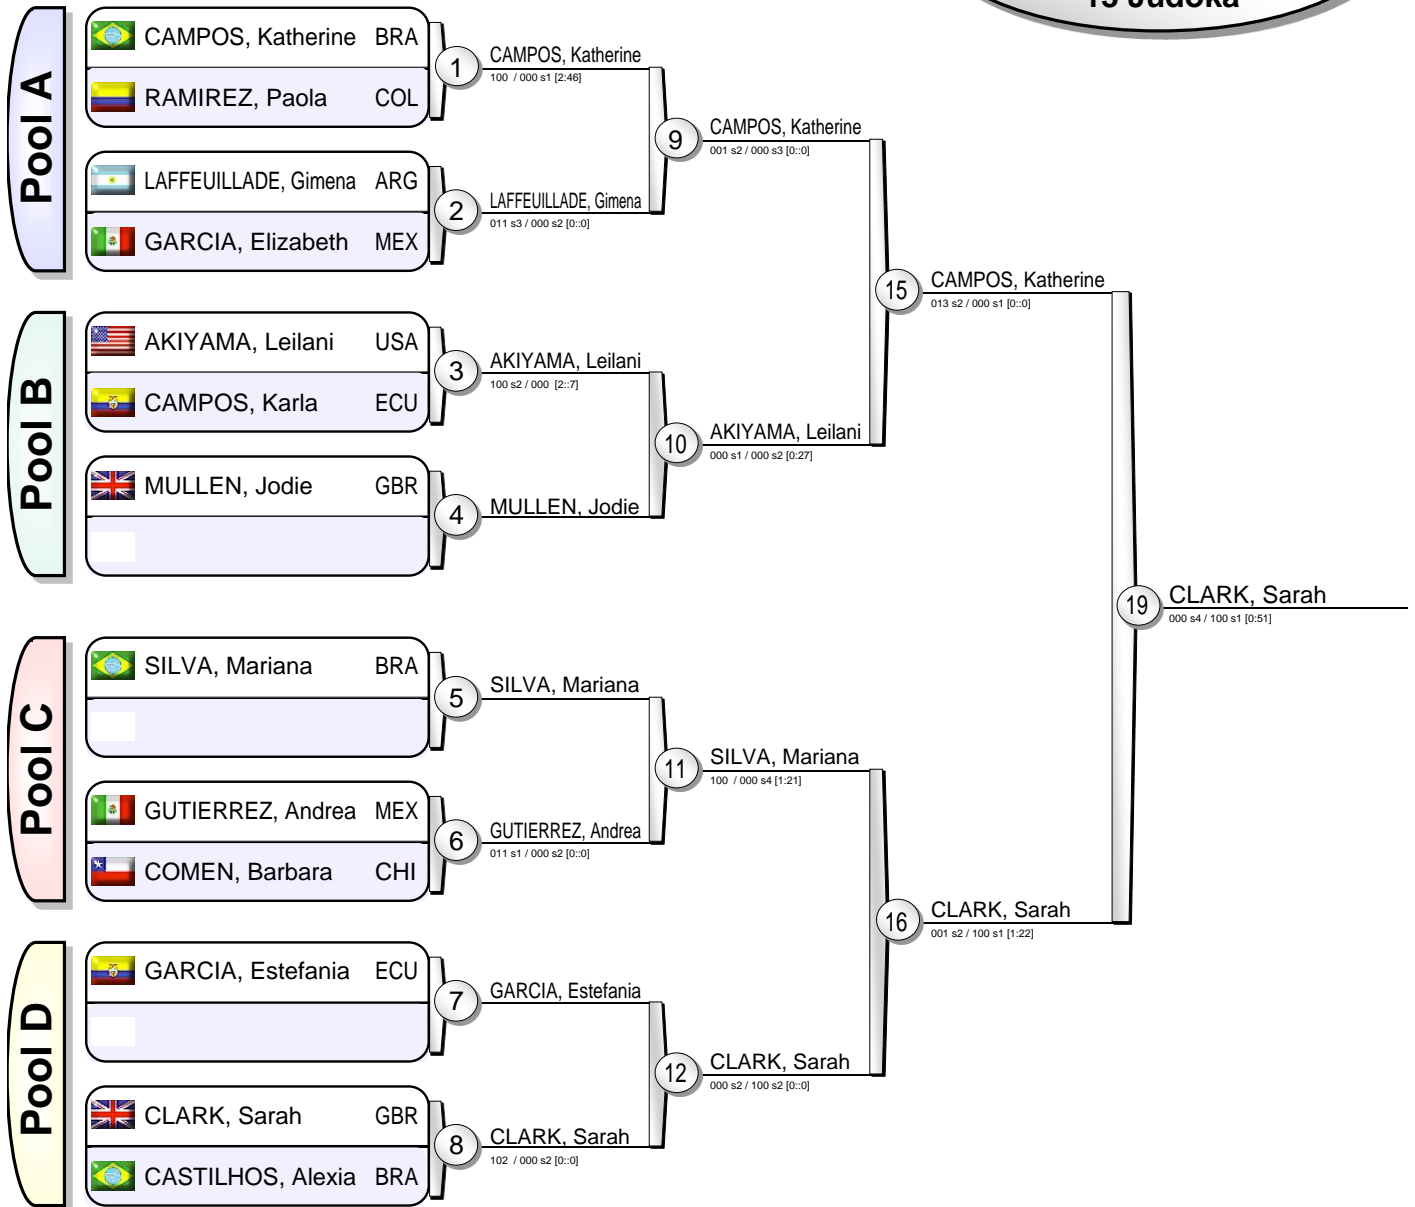 13 Judoka
Pool A
CAMPOS, Katherine BRA
RAMIREZ, Paola COL
LAFFEUILLADE, Gimena ARG
GARCIA, Elizabeth MEX
Pool B
AKIYAMA, Leilani USA
CAMPOS, Karla ECU
MULLEN, Jodie GBR
Pool C
SILVA, Mariana BRA
GUTIERREZ, Andrea MEX
COMEN, Barbara CHI
Pool D
GARCIA, Estefania ECU
CLARK, Sarah GBR
CASTILHOS, Alexia BRA
1
CAMPOS, Katherine
100 / 000 s1 [2:46]
2
LAFFEUILLADE, Gimena
011 s3 / 000 s2 [0::0]
3
AKIYAMA, Leilani
100 s2 / 000 [2::7]
4
MULLEN, Jodie
5
SILVA, Mariana
6
GUTIERREZ, Andrea
011 s1 / 000 s2 [0::0]
7
GARCIA, Estefania
8
CLARK, Sarah
102 / 000 s2 [0::0]
9
CAMPOS, Katherine
001 s2 / 000 s3 [0::0]
10
AKIYAMA, Leilani
000 s1 / 000 s2 [0:27]
11
SILVA, Mariana
100 / 000 s4 [1:21]
12
CLARK, Sarah
000 s2 / 100 s2 [0::0]
15
CAMPOS, Katherine
013 s2 / 000 s1 [0::0]
16
CLARK, Sarah
001 s2 / 100 s1 [1:22]
19
CLARK, Sarah
000 s4 / 100 s1 [0:51]